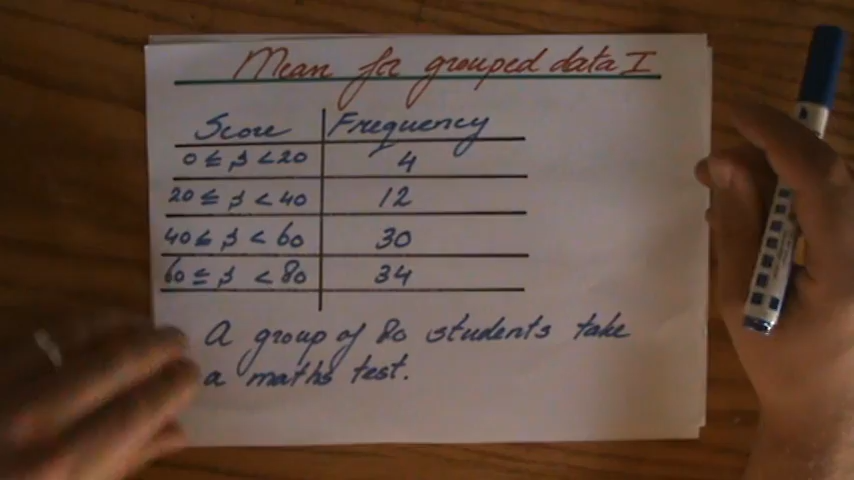 Mean for grouped data I
Score Frequency
0 ≤ s < 20 4
20 ≤ s < 40 12
40 ≤ s < 60 30
60 ≤ s < 80 34
A group of 80 students take
a maths test.